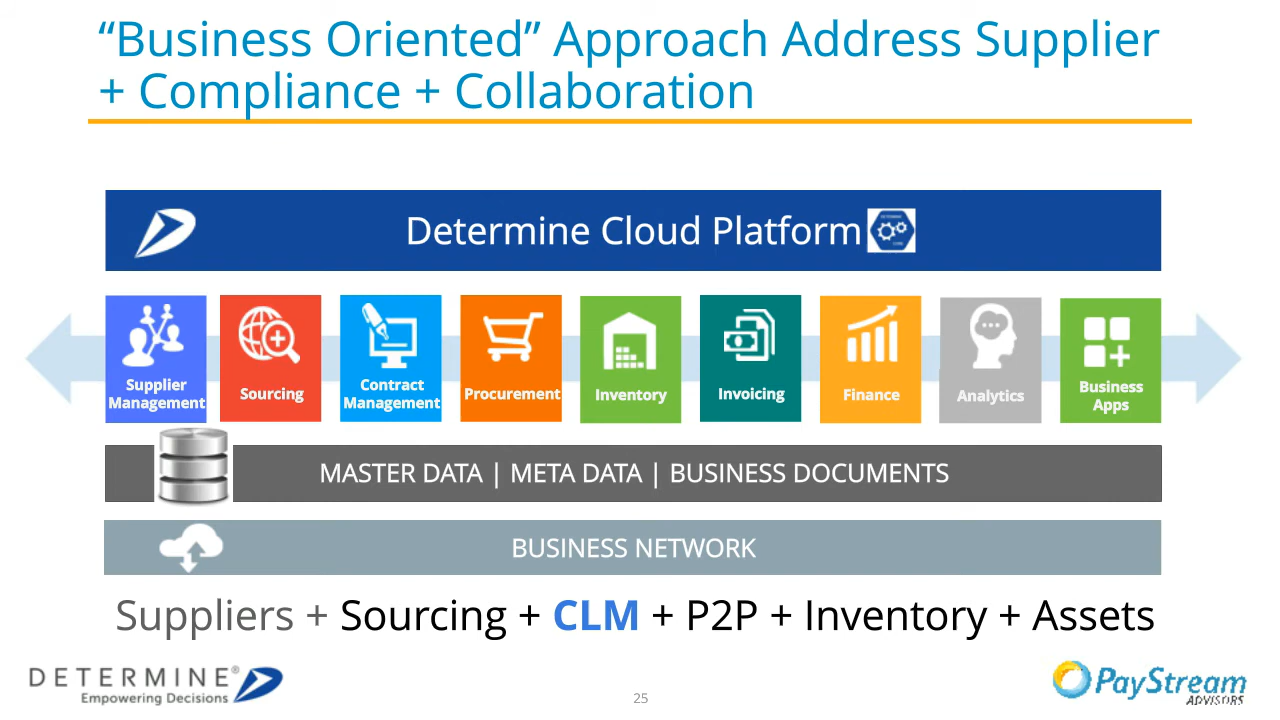 “Business Oriented” Approach Address Supplier
+ Compliance + Collaboration
Determine Cloud Platform
Supplier
Management
Sourcing
Contract
Management
Procurement
Inventory
Invoicing
Finance
Analytics
Business
Apps
MASTER DATA | META DATA | BUSINESS DOCUMENTS
BUSINESS NETWORK
Suppliers + Sourcing + CLM + P2P + Inventory + Assets
DETERMINE®
Empowering Decisions
25
PayStream
ADVISORS